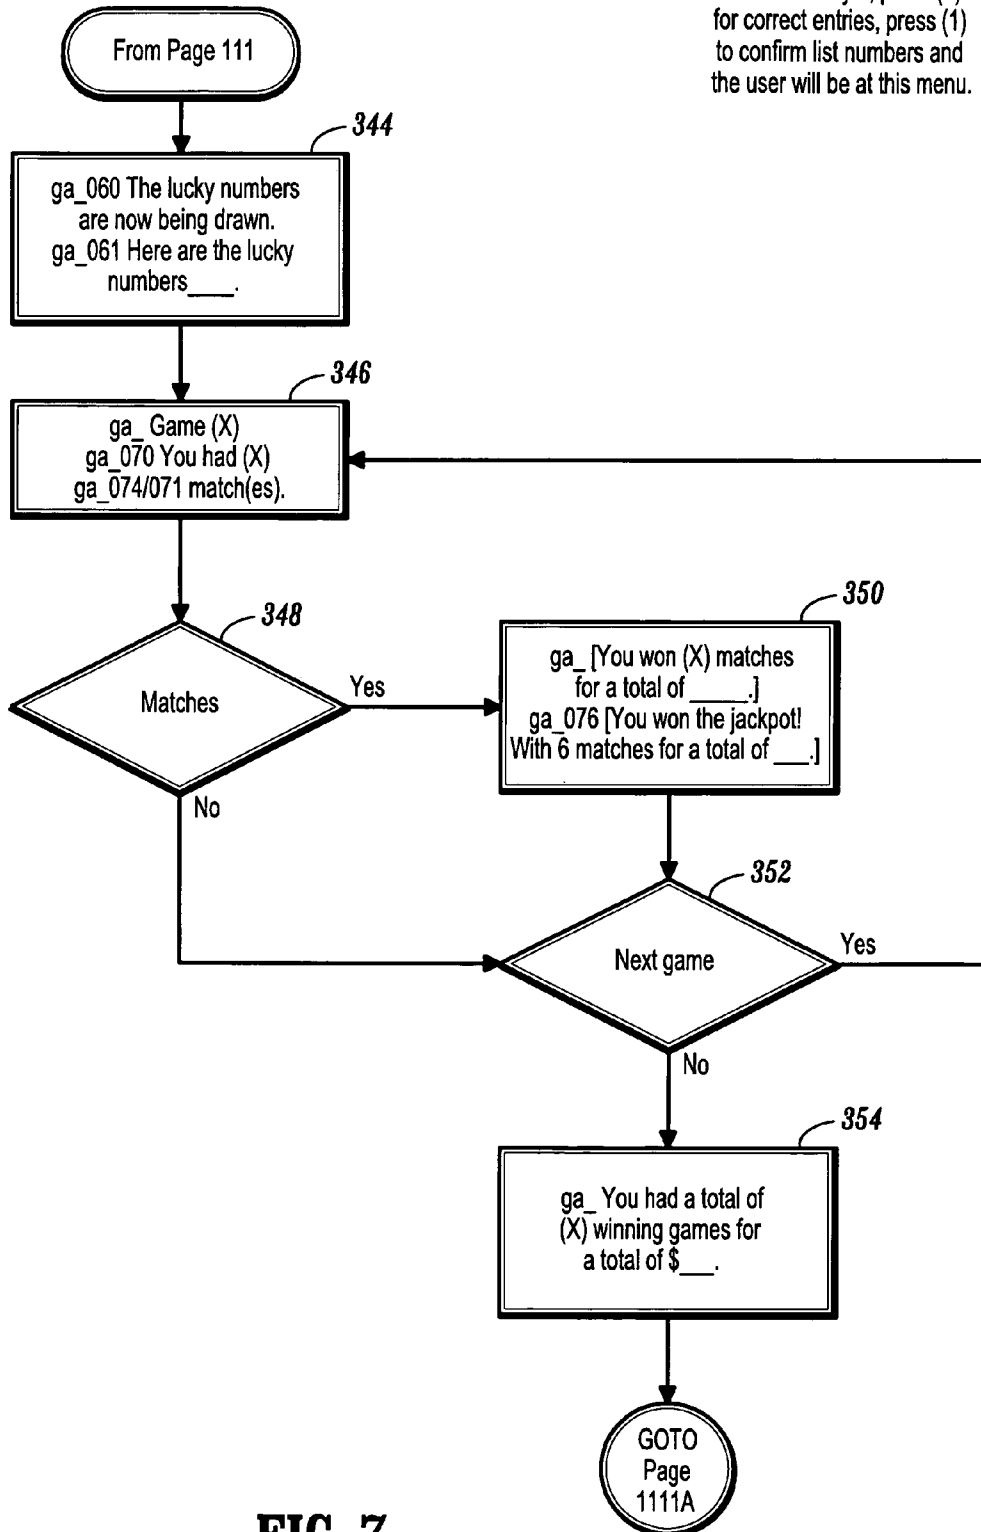 From Page 111
for correct entries, press (1)
to confirm list numbers and
the user will be at this menu.
344
ga_060 The lucky numbers
are now being drawn.
ga_061 Here are the lucky
numbers____.
346
ga_ Game (X)
ga_070 You had (X)
ga_074/071 match(es).
348
Matches
Yes
No
350
ga_ [You won (X) matches
for a total of _____.]
ga_076 [You won the jackpot!
With 6 matches for a total of ___.]
352
Next game
Yes
No
354
ga_ You had a total of
(X) winning games for
a total of $___.
GOTO
Page
1111A
FIG. 7